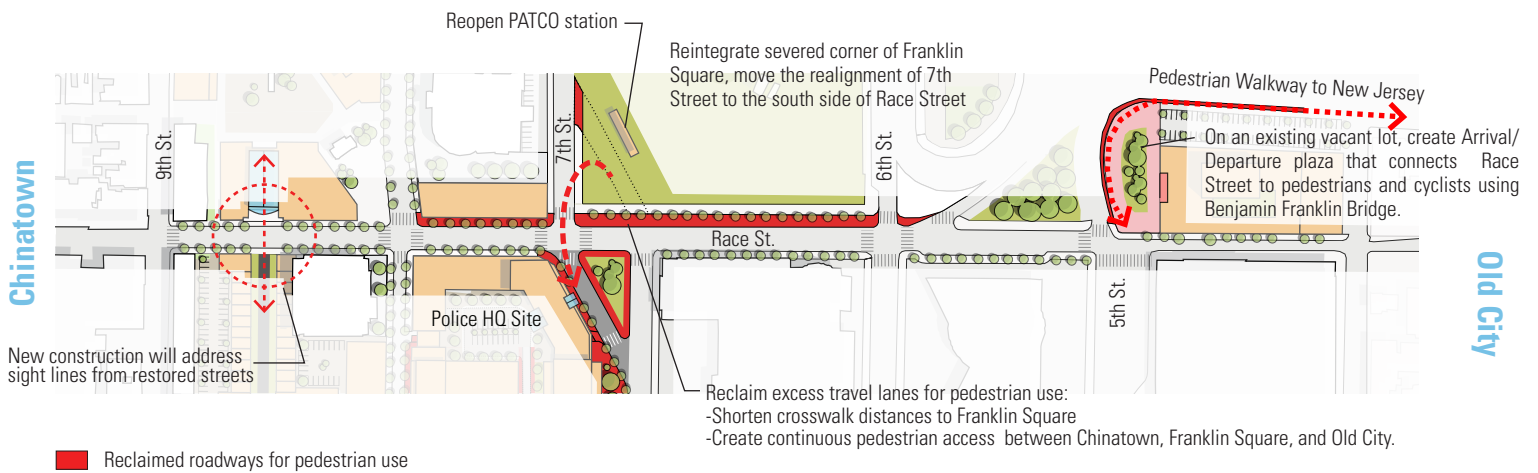 Reopen PATCO station
Reintegrate severed corner of Franklin
Square, move the realignment of 7th
Street to the south side of Race Street
Pedestrian Walkway to New Jersey
On an existing vacant lot, create Arrival/
Departure plaza that connects Race
Street to pedestrians and cyclists using
Benjamin Franklin Bridge.
Chinatown
9th St.
7th St.
6th St.
Race St.
5th St.
Old City
Police HQ Site
New construction will address
sight lines from restored streets
Reclaim excess travel lanes for pedestrian use:
-Shorten crosswalk distances to Franklin Square
-Create continuous pedestrian access between Chinatown, Franklin Square, and Old City.
Reclaimed roadways for pedestrian use